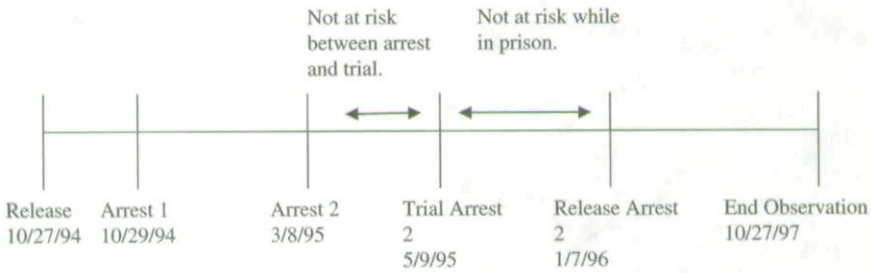 Not at risk
between arrest
and trial.
Not at risk while
in prison.
Release
10/27/94
Arrest 1
10/29/94
Arrest 2
3/8/95
Trial Arrest
2
5/9/95
Release Arrest
2
1/7/96
End Observation
10/27/97